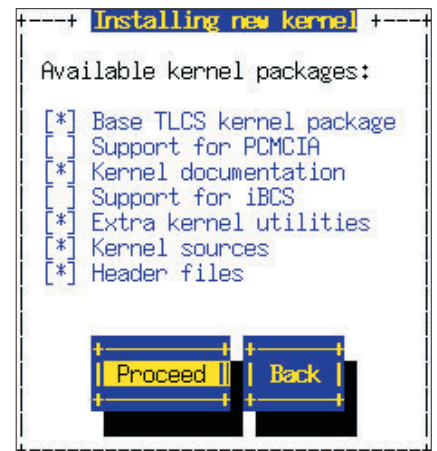 Installing new kernel
Available kernel packages:
[*] Base TLCS kernel package
[ ] Support for PCMCIA
[*] Kernel documentation
[ ] Support for iBCS
[*] Extra kernel utilities
[*] Kernel sources
[*] Header files
Proceed Back